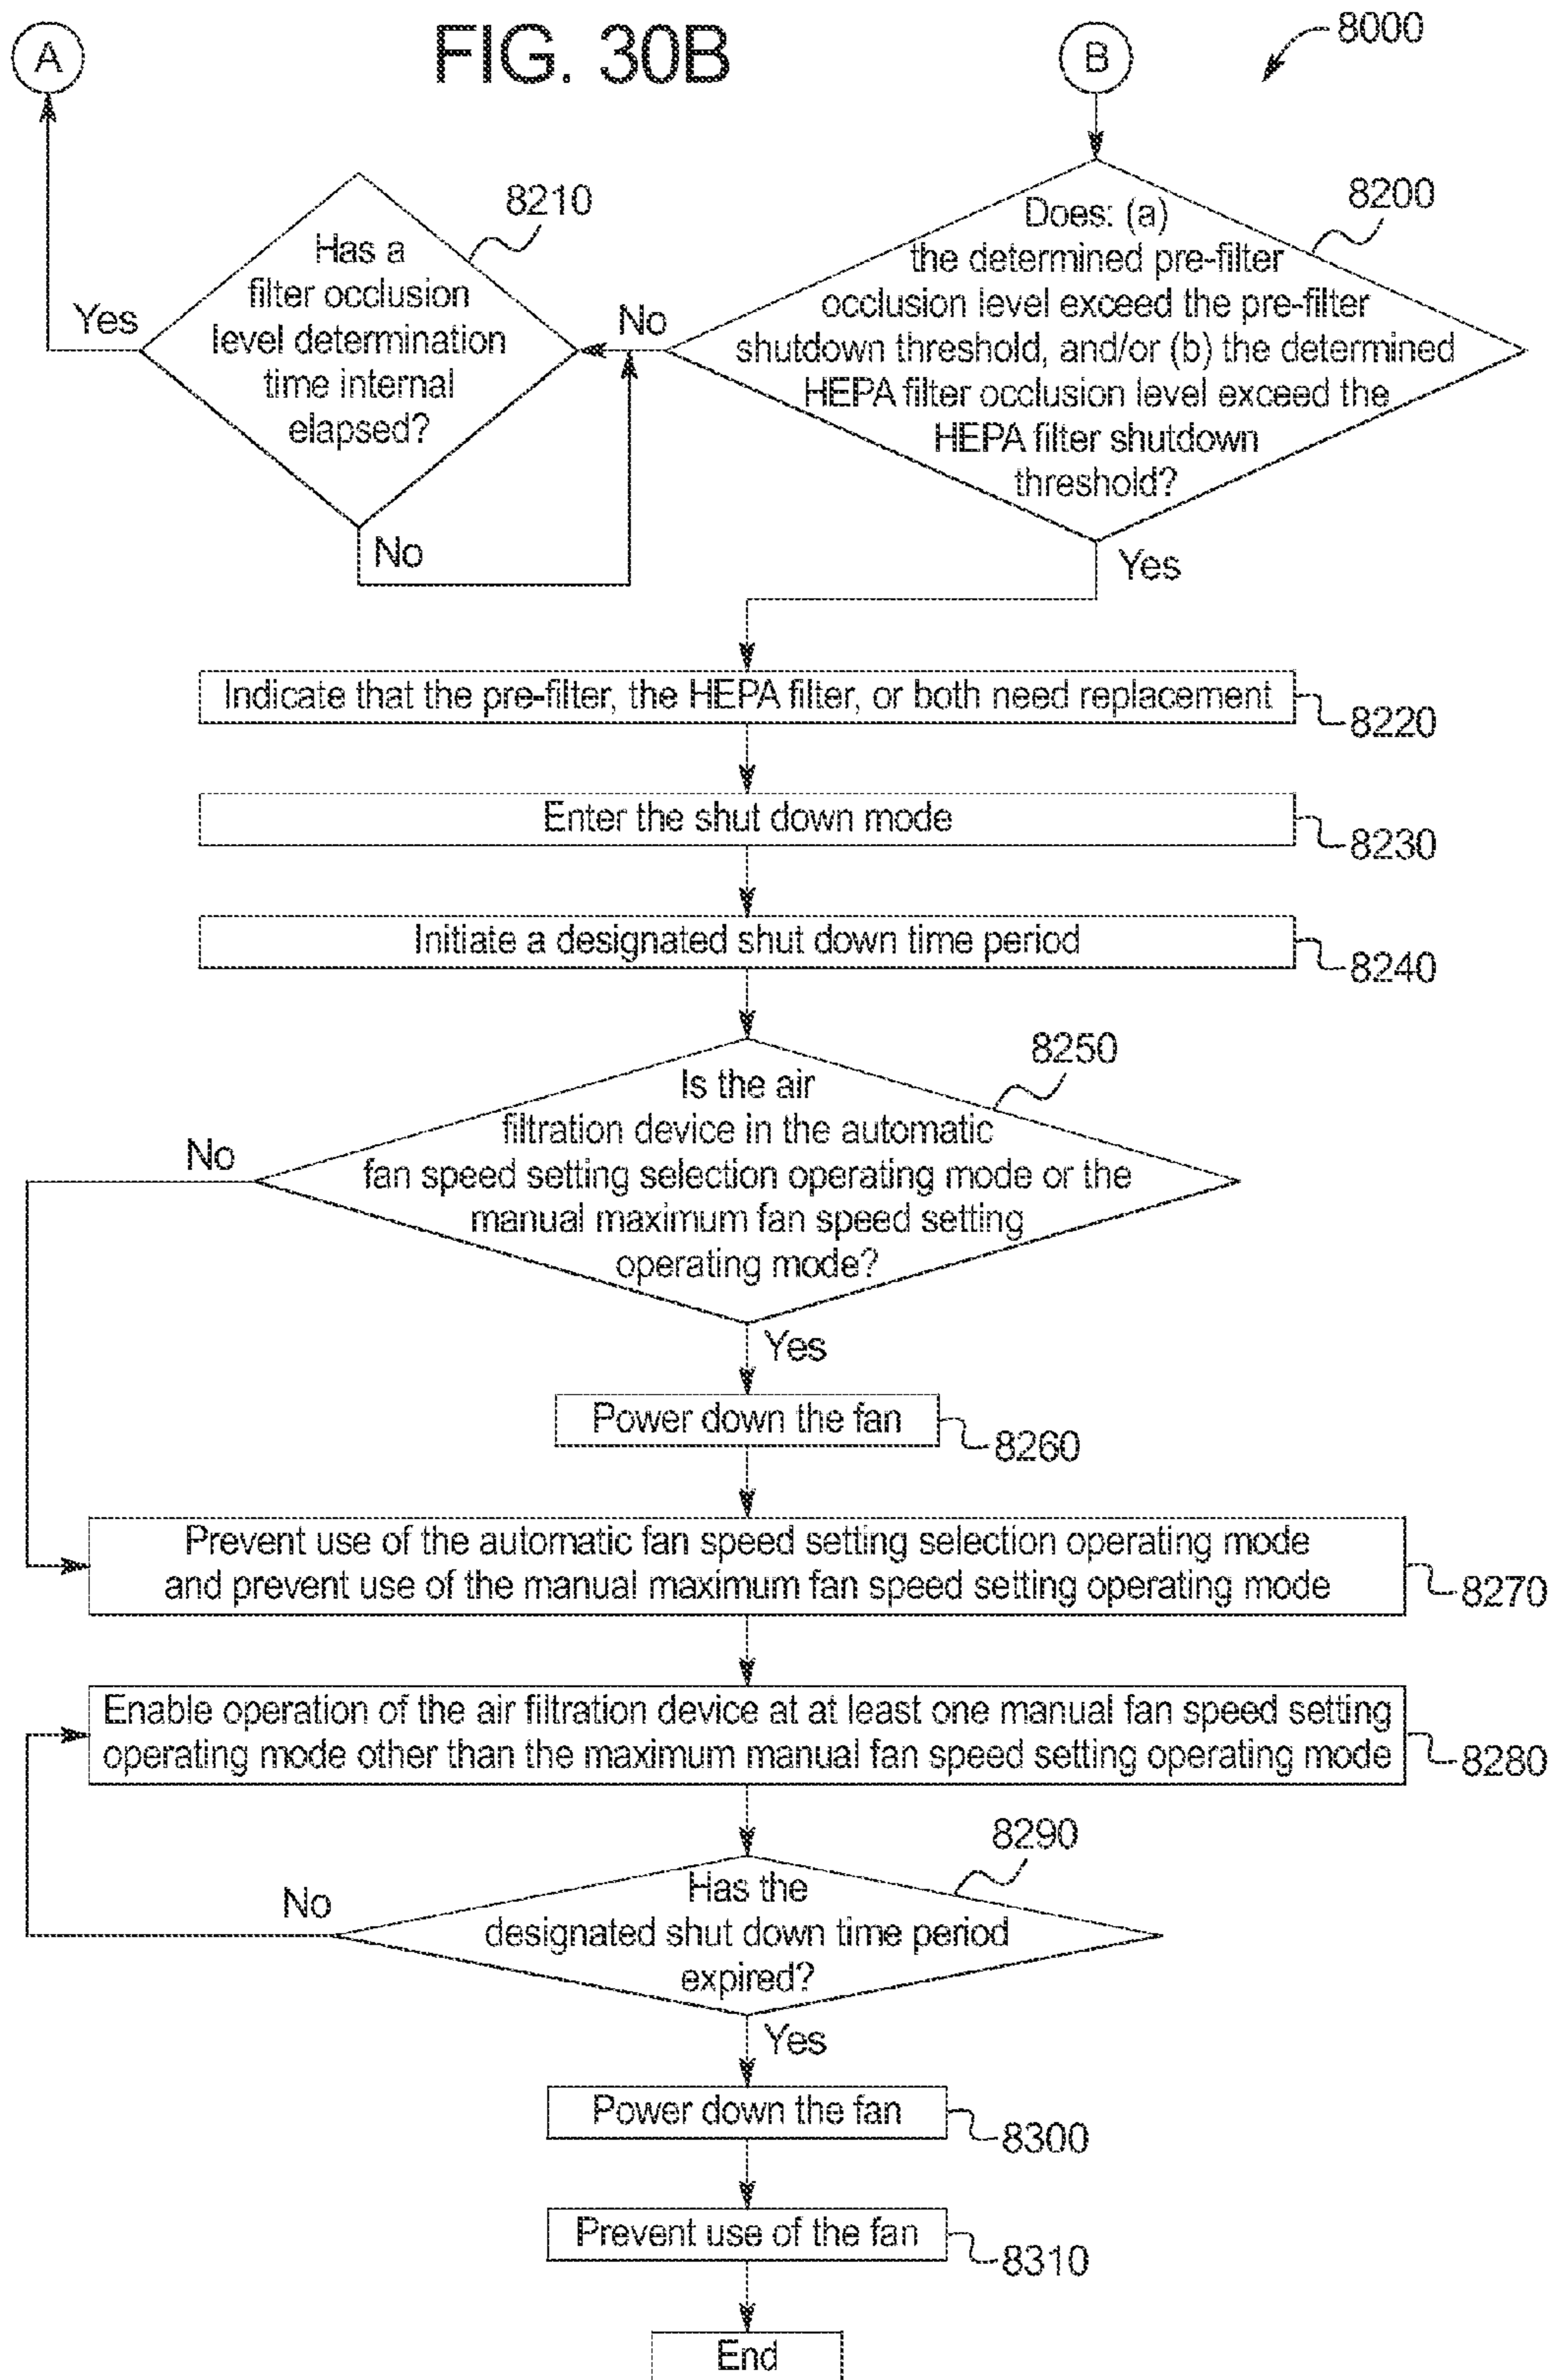 A
FIG. 30B
B
8000
8210
Has a
filter occlusion
level determination
time internal
elapsed?
Yes
No
No
8200
Does: (a)
the determined pre-filter
occlusion level exceed the pre-filter
shutdown threshold, and/or (b) the determined
HEPA filter occlusion level exceed the
HEPA filter shutdown
threshold?
Yes
Indicate that the pre-filter, the HEPA filter, or both need replacement
8220
Enter the shut down mode
8230
Initiate a designated shut down time period
8240
8250
Is the air
filtration device in the automatic
fan speed setting selection operating mode or the
manual maximum fan speed setting
operating mode?
No
Yes
Power down the fan
8260
Prevent use of the automatic fan speed setting selection operating mode
and prevent use of the manual maximum fan speed setting operating mode
8270
Enable operation of the air filtration device at at least one manual fan speed setting
operating mode other than the maximum manual fan speed setting operating mode
8280
8290
Has the
designated shut down time period
expired?
No
Yes
Power down the fan
8300
Prevent use of the fan
8310
End